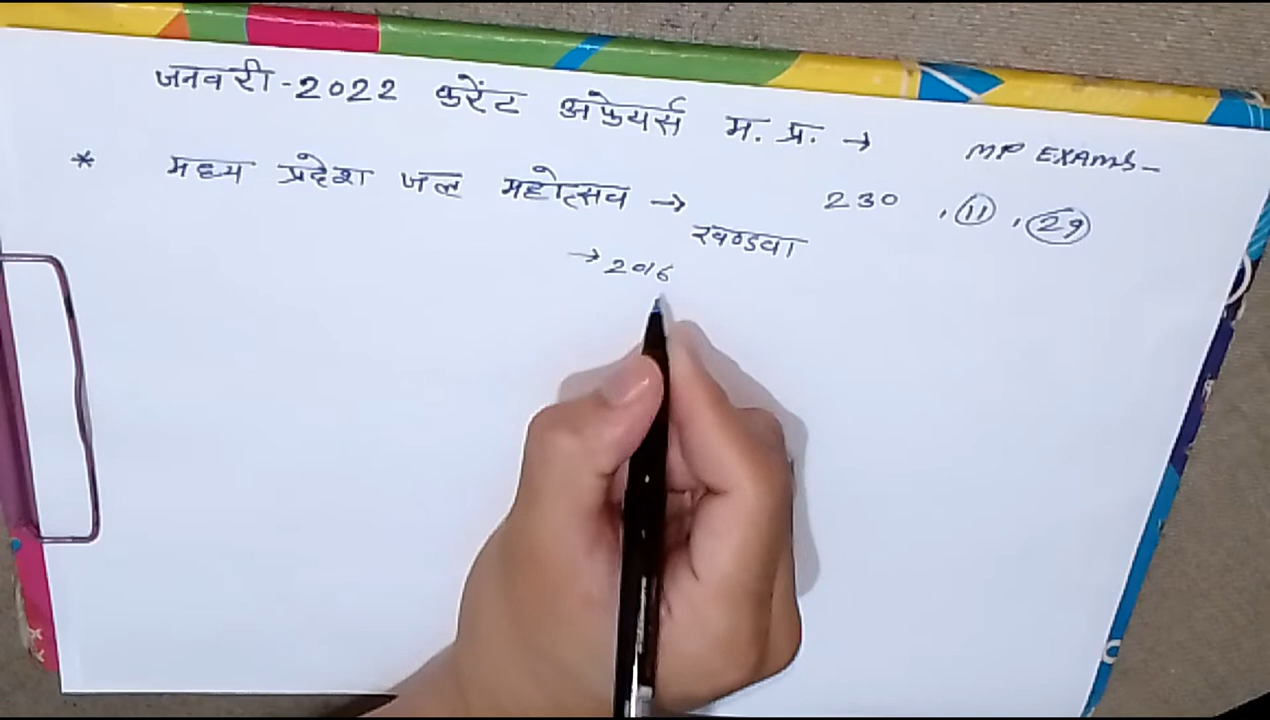 जनवरी-2022 करेंट अफेयर्स म. प्र. →
MP EXAMS-
* मध्य प्रदेश जल महोत्सव →
230 , 11 , 29
खण्डवा
→ 2016